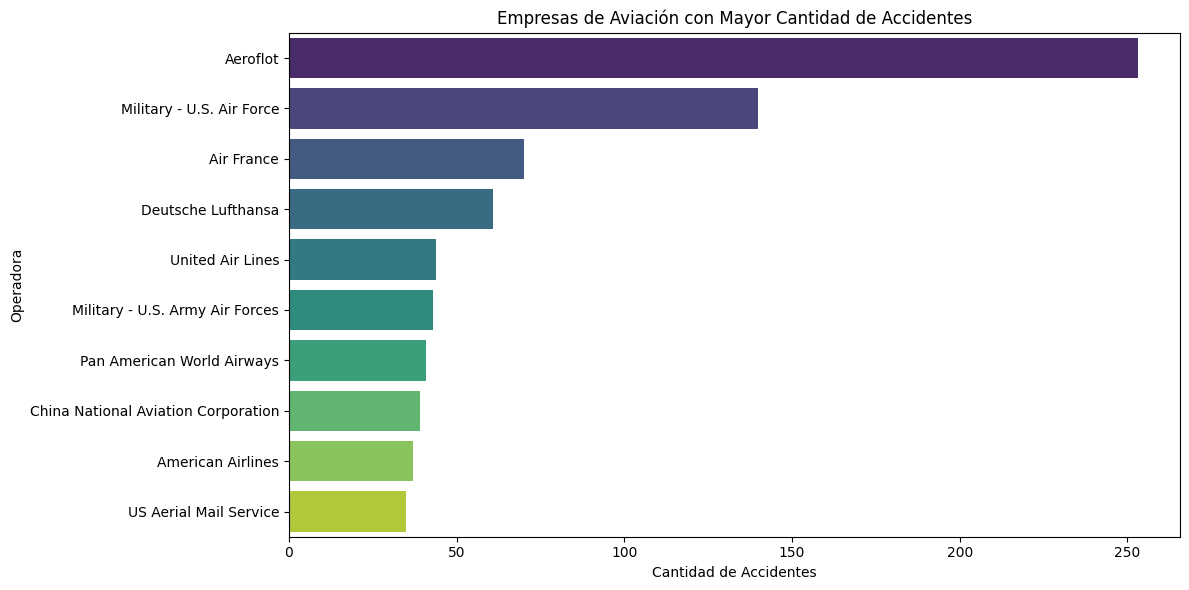 Empresas de Aviación con Mayor Cantidad de Accidentes
Operadora
Aeroflot
Military - U.S. Air Force
Air France
Deutsche Lufthansa
United Air Lines
Military - U.S. Army Air Forces
Pan American World Airways
China National Aviation Corporation
American Airlines
US Aerial Mail Service
0 50 100 150 200 250
Cantidad de Accidentes